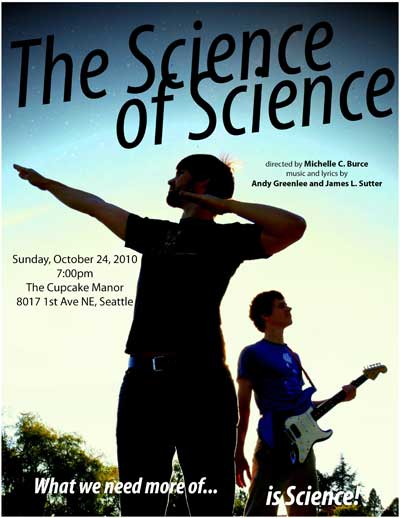 The Science
of Science
directed by Michelle C. Burce
music and lyrics by
Andy Greenlee and James L. Sutter
Sunday, October 24, 2010
7:00pm
The Cupcake Manor
8017 1st Ave NE, Seattle
What we need more of...
is Science!